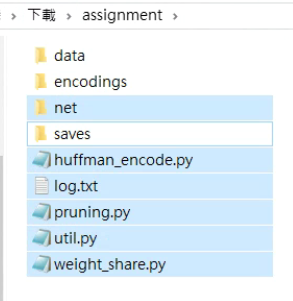 › 下載 › assignment ›
data
encodings
net
saves
huffman_encode.py
log.txt
pruning.py
util.py
weight_share.py